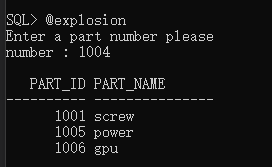 SQL> @explosion
Enter a part number please
number : 1004
PART_ID PART_NAME
---------- ---------------
1001 screw
1005 power
1006 gpu